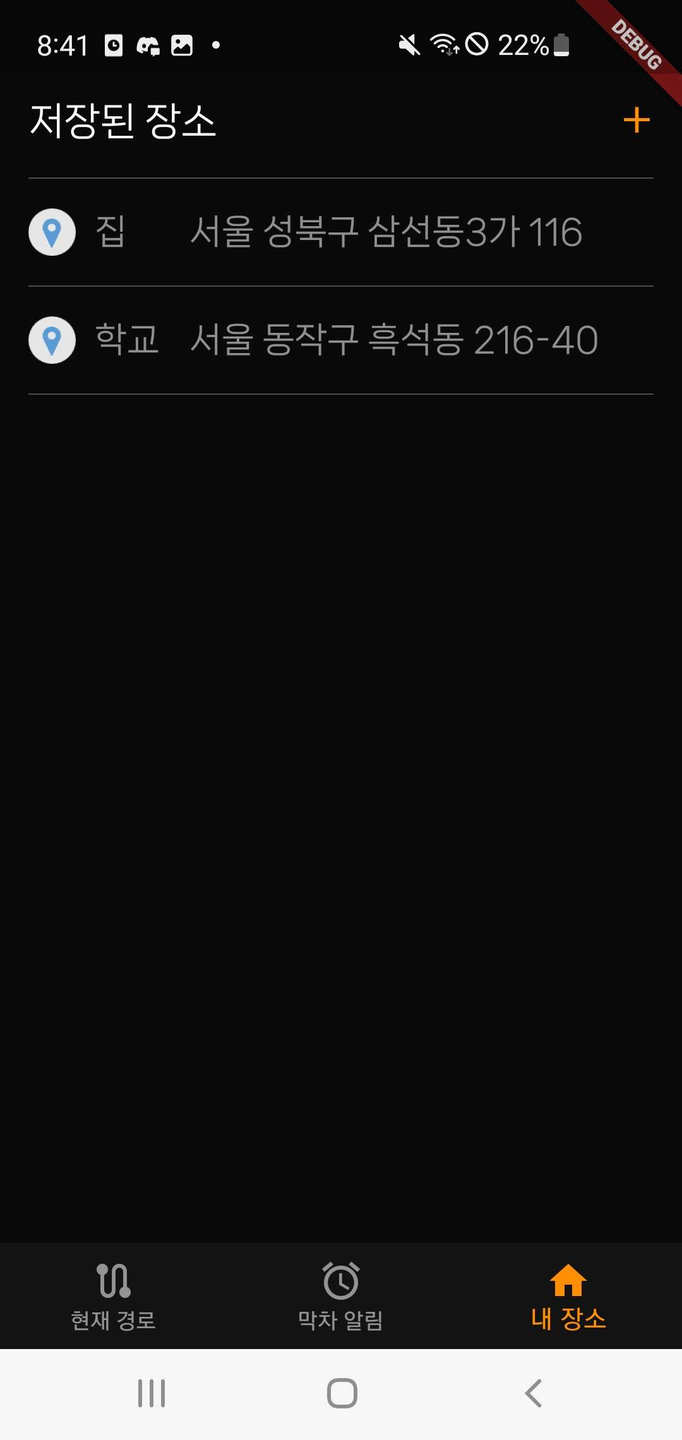 8:41 22%
DEBUG
저장된 장소 +
집 서울 성북구 삼선동3가 116
학교 서울 동작구 흑석동 216-40
현재 경로 막차 알림 내 장소